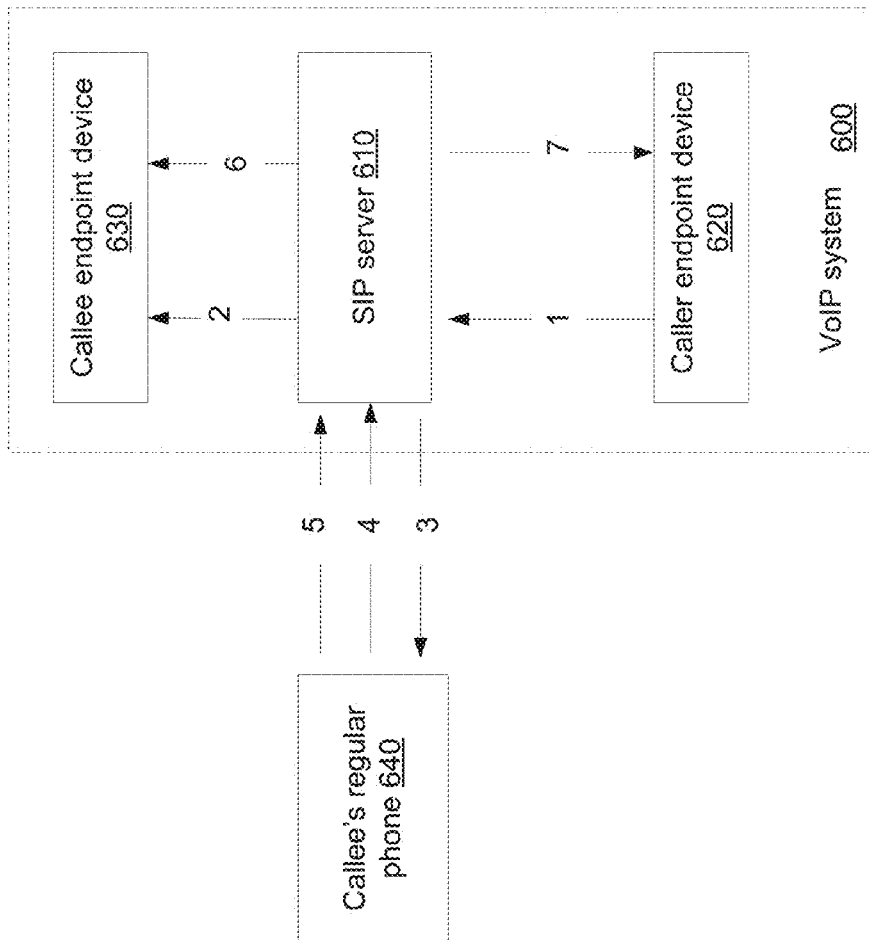 Callee endpoint device
630
6
2
SIP server 610
7
1
Caller endpoint device
620
VoIP system 600
5
4
3
Callee's regular
phone 640